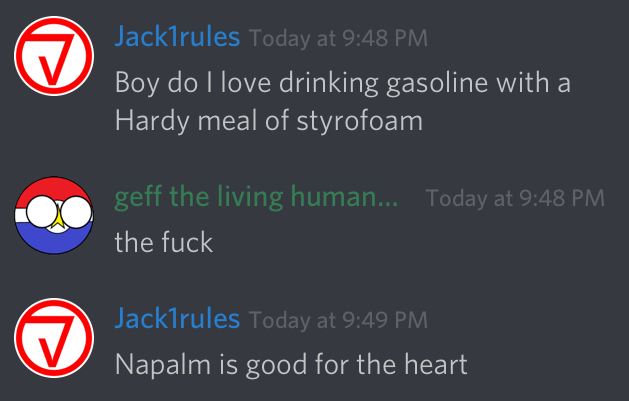 Jack1rules Today at 9:48 PM
Boy do I love drinking gasoline with a
Hardy meal of styrofoam
geff the living human... Today at 9:48 PM
the fuck
Jack1rules Today at 9:49 PM
Napalm is good for the heart